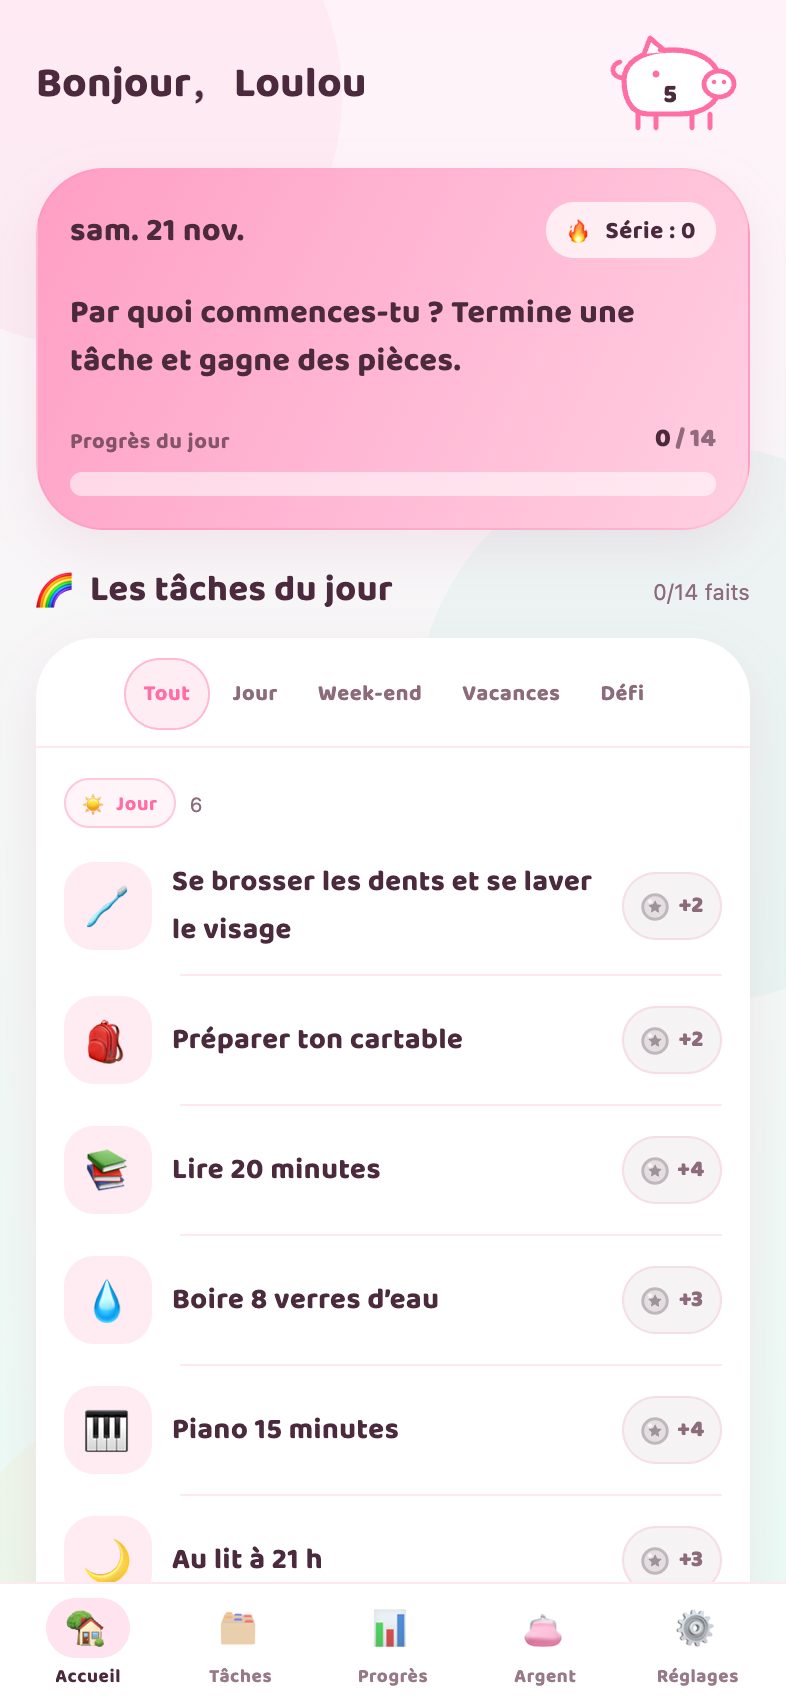 Bonjour, Loulou
5
sam. 21 nov.
Série : 0
Par quoi commences-tu ? Termine une
tâche et gagne des pièces.
Progrès du jour
0 / 14
Les tâches du jour
0/14 faits
Tout
Jour
Week-end
Vacances
Défi
Jour
6
Se brosser les dents et se laver
le visage
+2
Préparer ton cartable
+2
Lire 20 minutes
+4
Boire 8 verres d’eau
+3
Piano 15 minutes
+4
Au lit à 21 h
+3
Accueil
Tâches
Progrès
Argent
Réglages